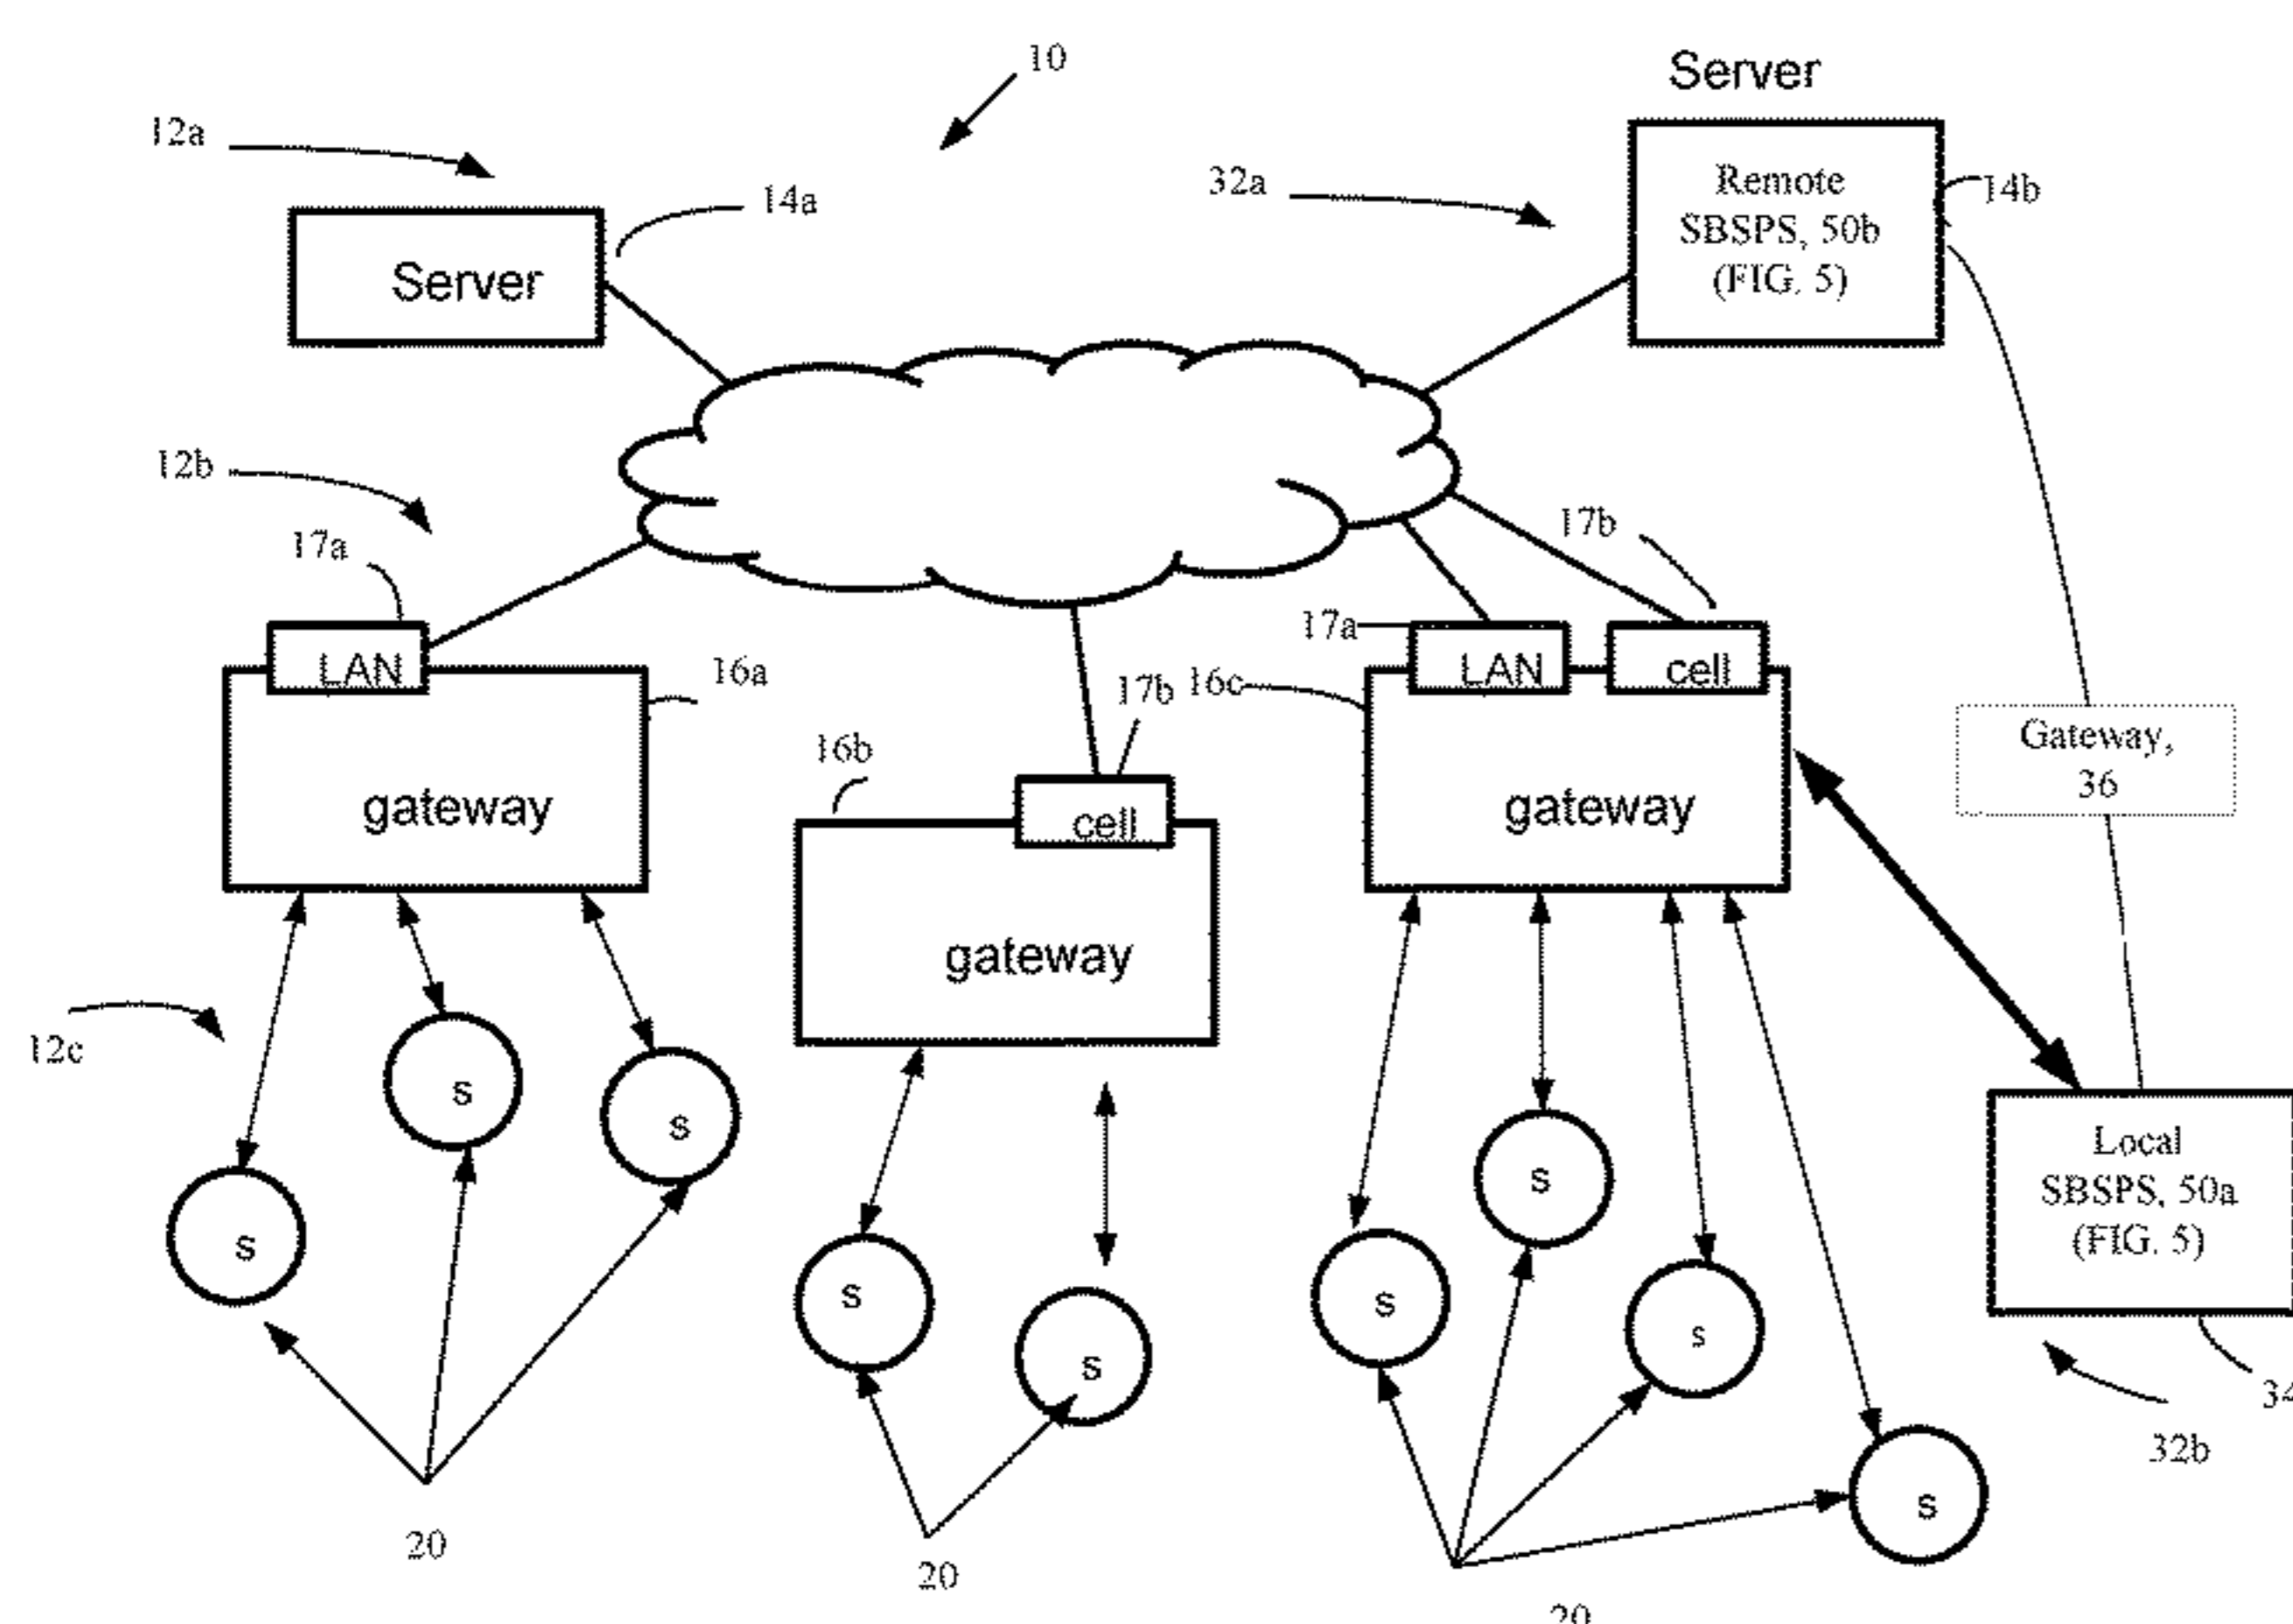 10
Server
12a
14a
32a
Remote
SBSPS, 50b
(FIG. 5)
14b
Server
12b
17a
17b
17a
LAN
16a
LAN
cell
17b
16c
16b
cell
gateway
gateway
Gateway,
36
gateway
12c
s
s
s
s
s
s
s
s
s
Local
SBSPS, 50a
(FIG. 5)
34
32b
20
20
20